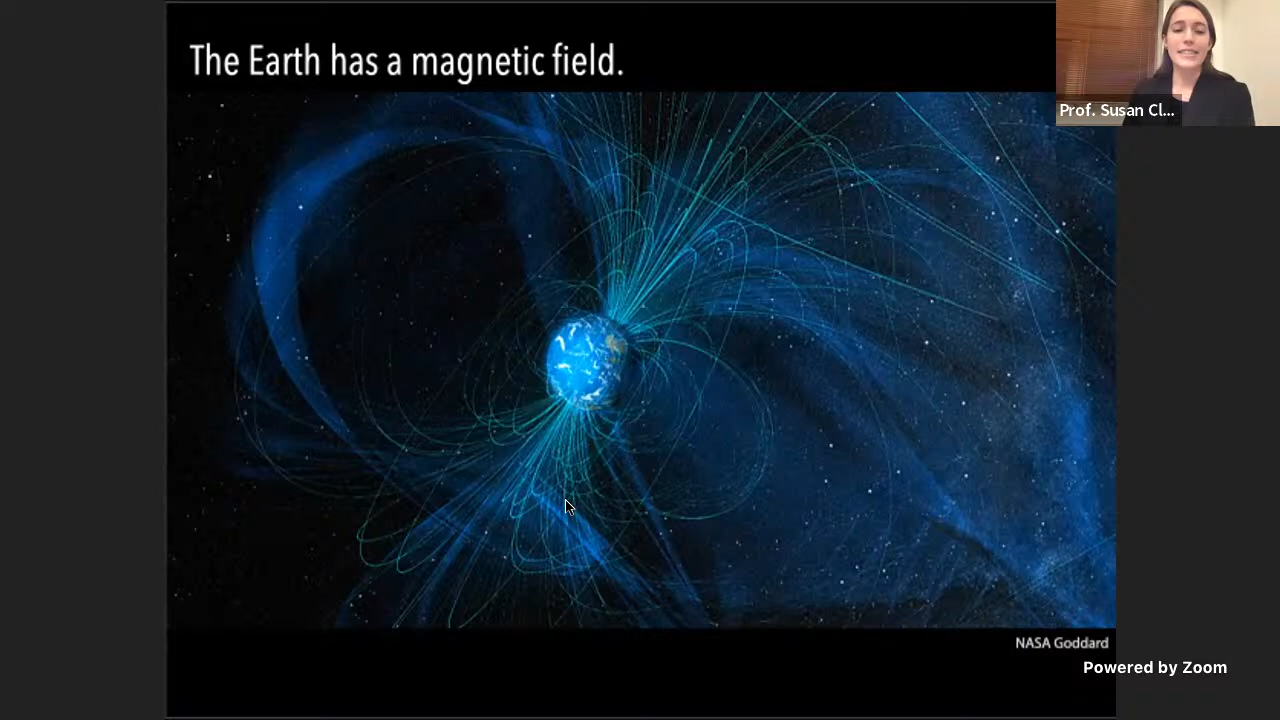 The Earth has a magnetic field.
Prof. Susan Cl...
NASA Goddard
Powered by Zoom